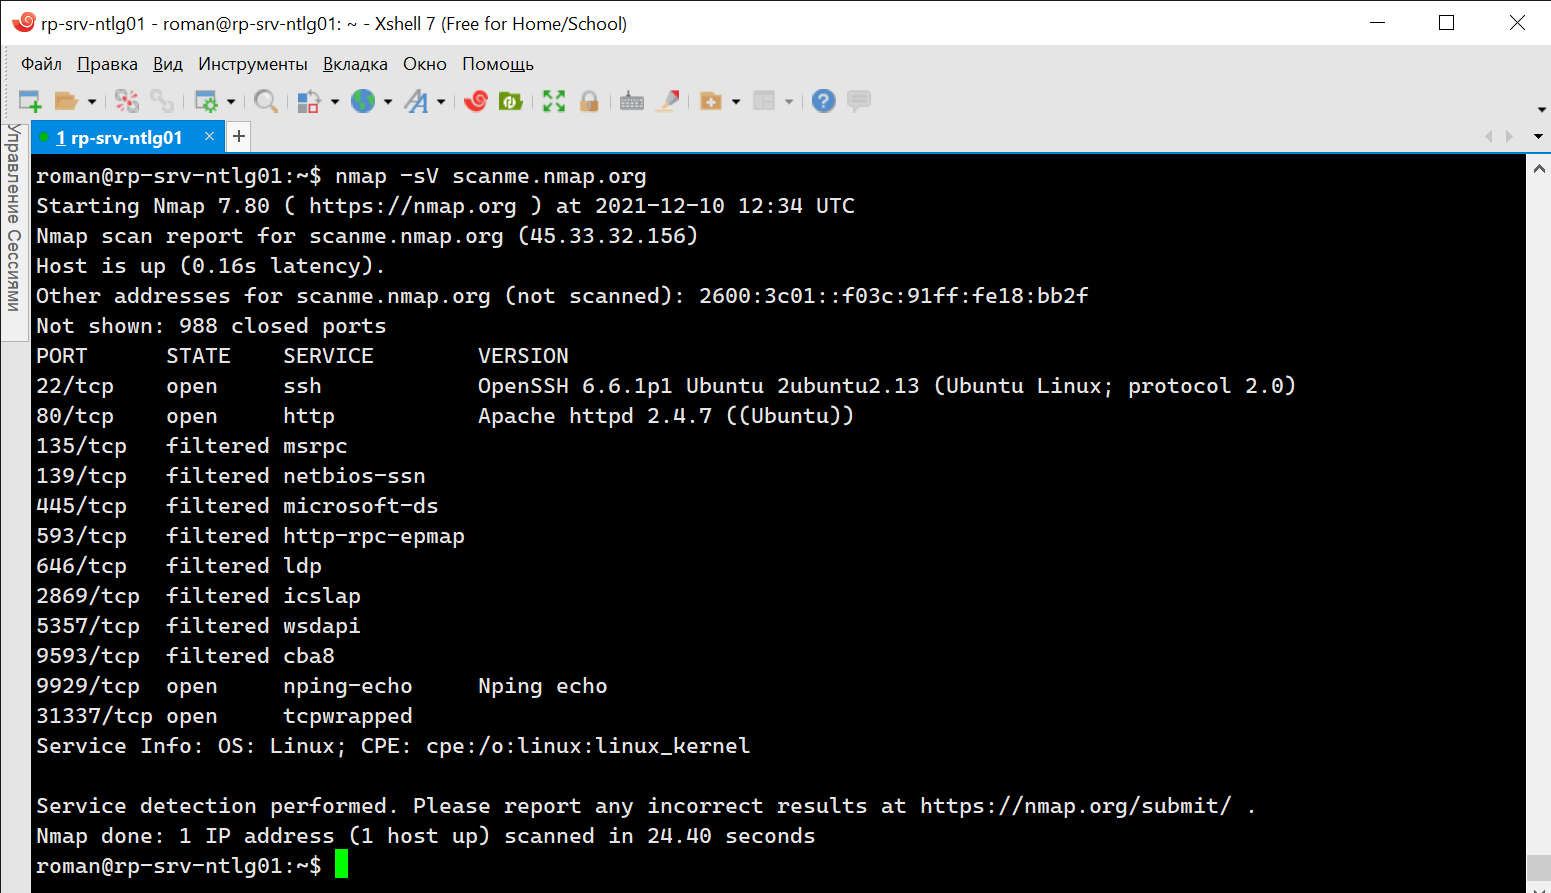 rp-srv-ntlg01 - roman@rp-srv-ntlg01: ~ - Xshell 7 (Free for Home/School)
Файл Правка Вид Инструменты Вкладка Окно Помощь
Управление Сессиями
1 rp-srv-ntlg01 × +
roman@rp-srv-ntlg01:~$ nmap -sV scanme.nmap.org
Starting Nmap 7.80 ( https://nmap.org ) at 2021-12-10 12:34 UTC
Nmap scan report for scanme.nmap.org (45.33.32.156)
Host is up (0.16s latency).
Other addresses for scanme.nmap.org (not scanned): 2600:3c01::f03c:91ff:fe18:bb2f
Not shown: 988 closed ports
PORT      STATE    SERVICE        VERSION
22/tcp    open     ssh            OpenSSH 6.6.1p1 Ubuntu 2ubuntu2.13 (Ubuntu Linux; protocol 2.0)
80/tcp    open     http           Apache httpd 2.4.7 ((Ubuntu))
135/tcp   filtered msrpc
139/tcp   filtered netbios-ssn
445/tcp   filtered microsoft-ds
593/tcp   filtered http-rpc-epmap
646/tcp   filtered ldp
2869/tcp  filtered icslap
5357/tcp  filtered wsdapi
9593/tcp  filtered cba8
9929/tcp  open     nping-echo     Nping echo
31337/tcp open     tcpwrapped
Service Info: OS: Linux; CPE: cpe:/o:linux:linux_kernel
Service detection performed. Please report any incorrect results at https://nmap.org/submit/ .
Nmap done: 1 IP address (1 host up) scanned in 24.40 seconds
roman@rp-srv-ntlg01:~$